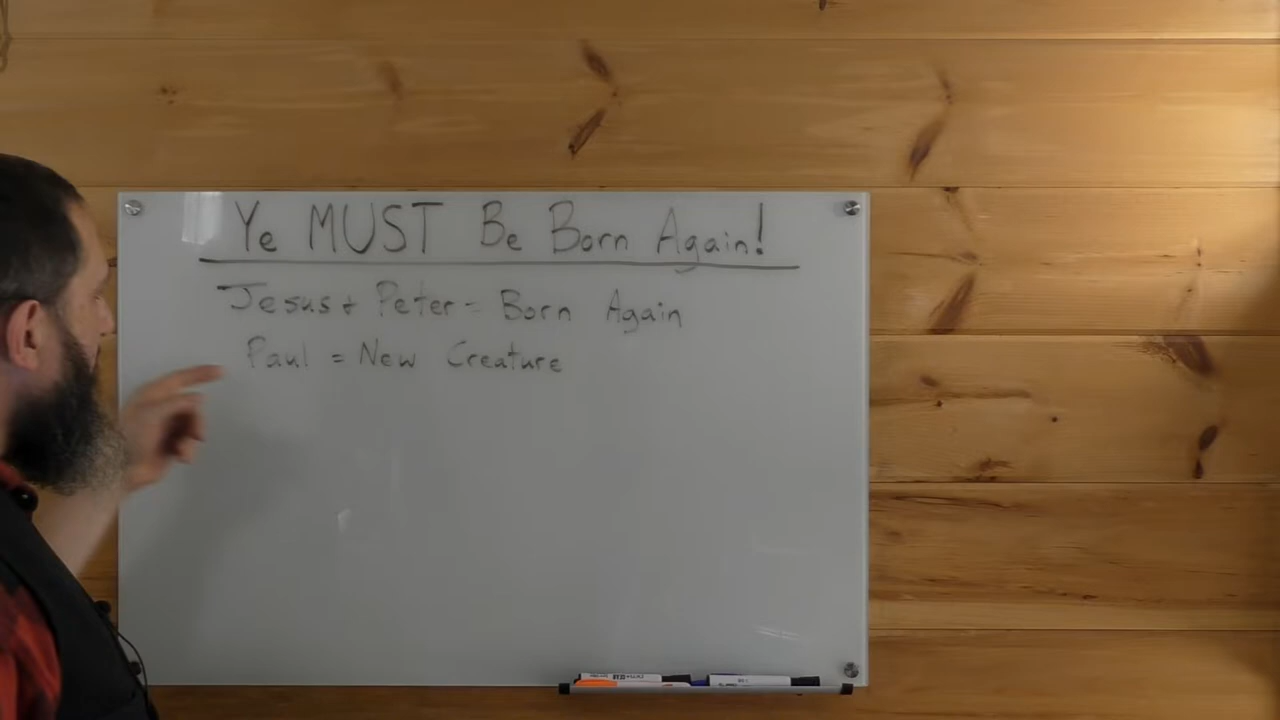 Ye MUST Be Born Again!
Jesus + Peter = Born Again
Paul = New Creature